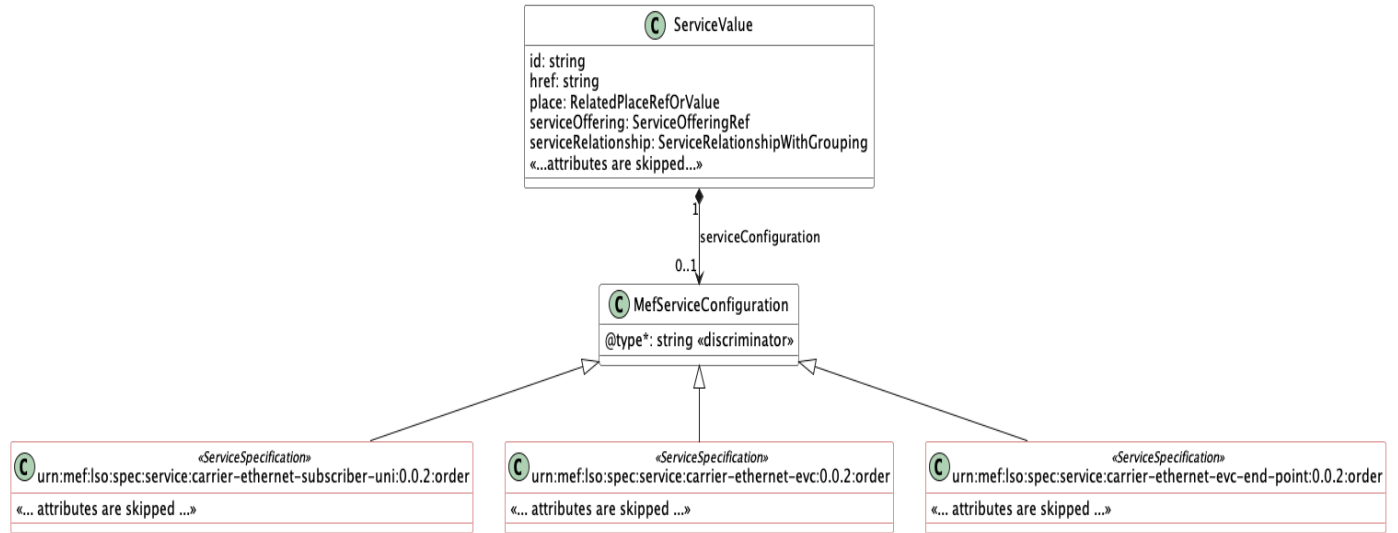 C ServiceValue
id: string
href: string
place: RelatedPlaceRefOrValue
serviceOffering: ServiceOfferingRef
serviceRelationship: ServiceRelationshipWithGrouping
«...attributes are skipped...»
1
serviceConfiguration
0..1
C MefServiceConfiguration
@type*: string «discriminator»
«ServiceSpecification»
C urn:mef:lso:spec:service:carrier-ethernet-subscriber-uni:0.0.2:order
«... attributes are skipped ...»
«ServiceSpecification»
C urn:mef:lso:spec:service:carrier-ethernet-evc:0.0.2:order
«... attributes are skipped ...»
«ServiceSpecification»
C urn:mef:lso:spec:service:carrier-ethernet-evc-end-point:0.0.2:order
«... attributes are skipped ...»